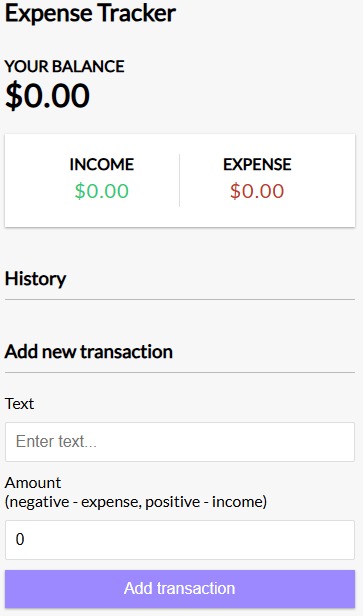 Expense Tracker
YOUR BALANCE
$0.00
INCOME
EXPENSE
$0.00
$0.00
History
Add new transaction
Text
Enter text...
Amount
(negative - expense, positive - income)
0
Add transaction